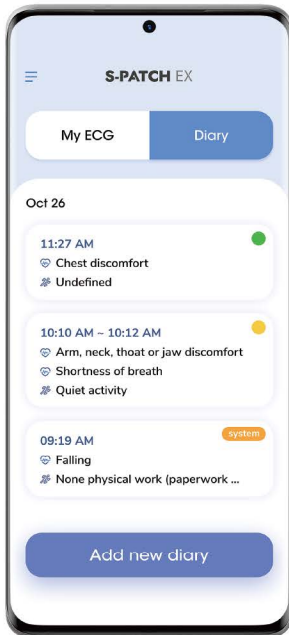 S-PATCH EX
My ECG
Diary
Oct 26
11:27 AM
Chest discomfort
Undefined
10:10 AM ~ 10:12 AM
Arm, neck, thoat or jaw discomfort
Shortness of breath
Quiet activity
09:19 AM
system
Falling
None physical work (paperwork ...
Add new diary